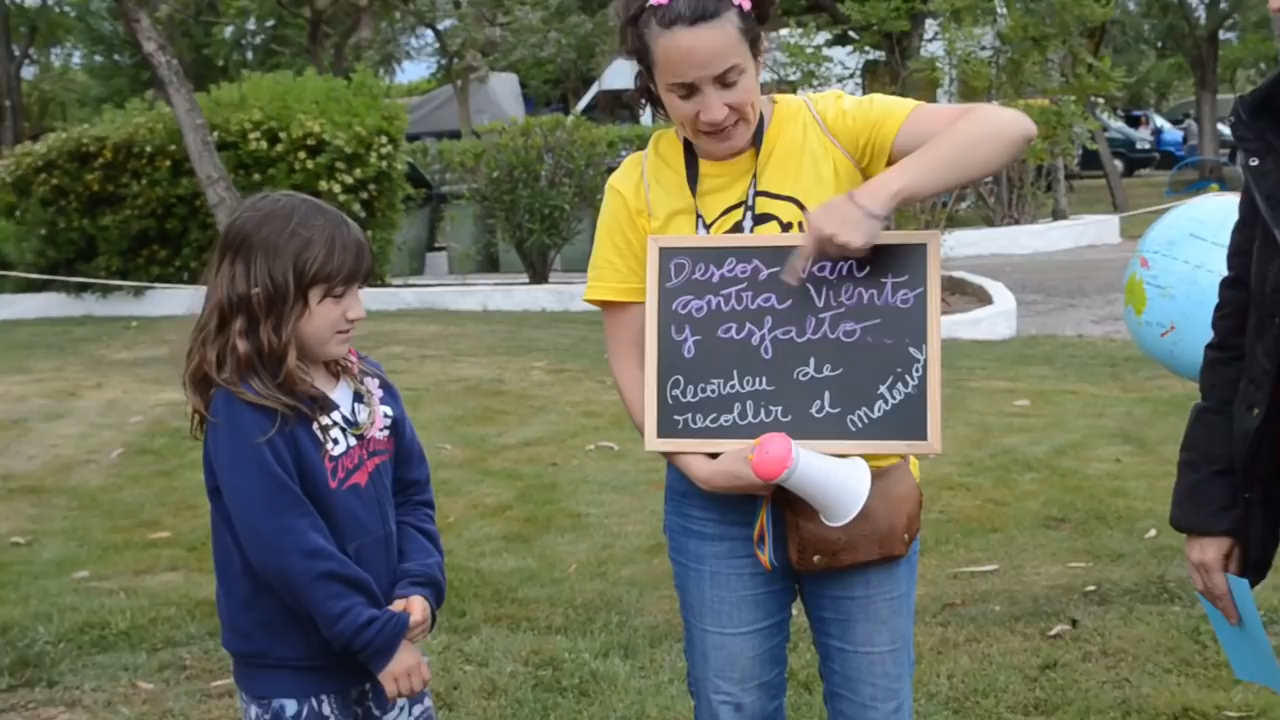 Deseos van
contra viento
y asfalto...
Recordeu de
recollir el material